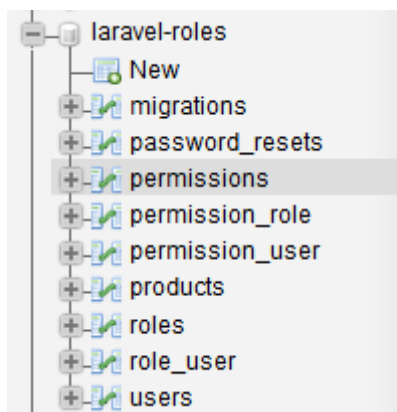 laravel-roles
New
migrations
password_resets
permissions
permission_role
permission_user
products
roles
role_user
users